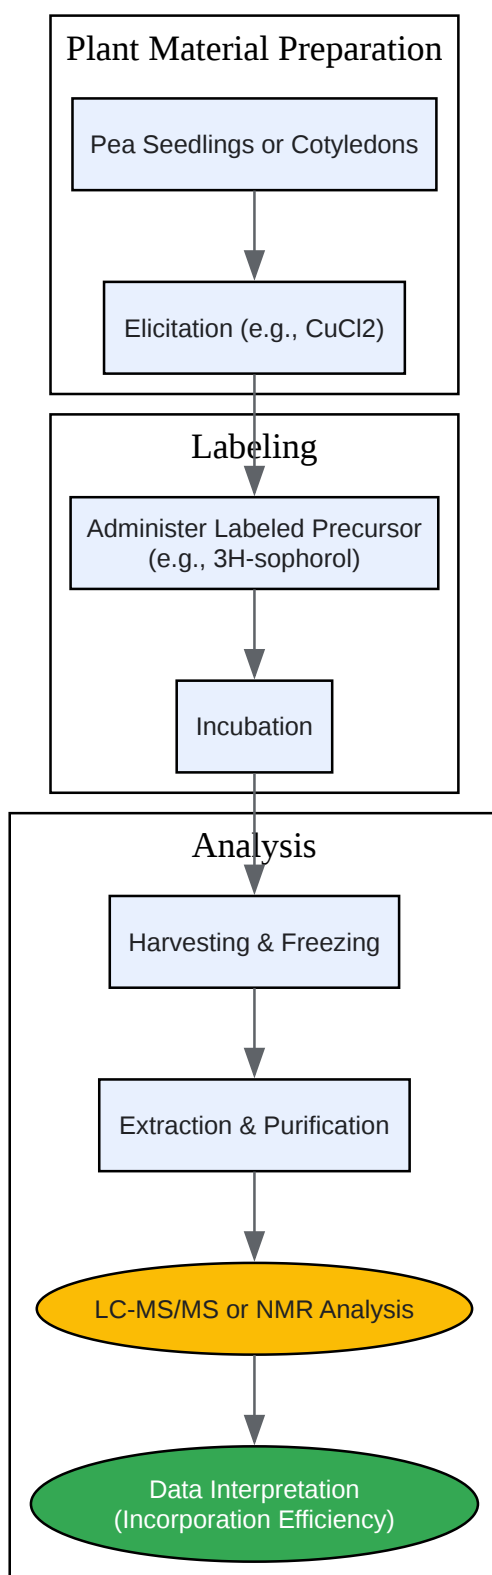 Plant Material Preparation
Pea Seedlings or Cotyledons
Elicitation (e.g., CuCl2)
Labeling
Administer Labeled Precursor
(e.g., 3H-sophorol)
Incubation
Analysis
Harvesting & Freezing
Extraction & Purification
LC-MS/MS or NMR Analysis
Data Interpretation
(Incorporation Efficiency)